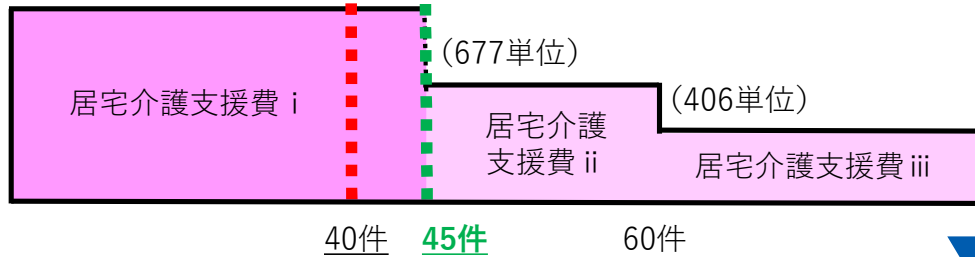 (677単位)
居宅介護支援費ⅰ
(406単位)
居宅介護
支援費ⅱ
居宅介護支援費ⅲ
40件 45件 60件